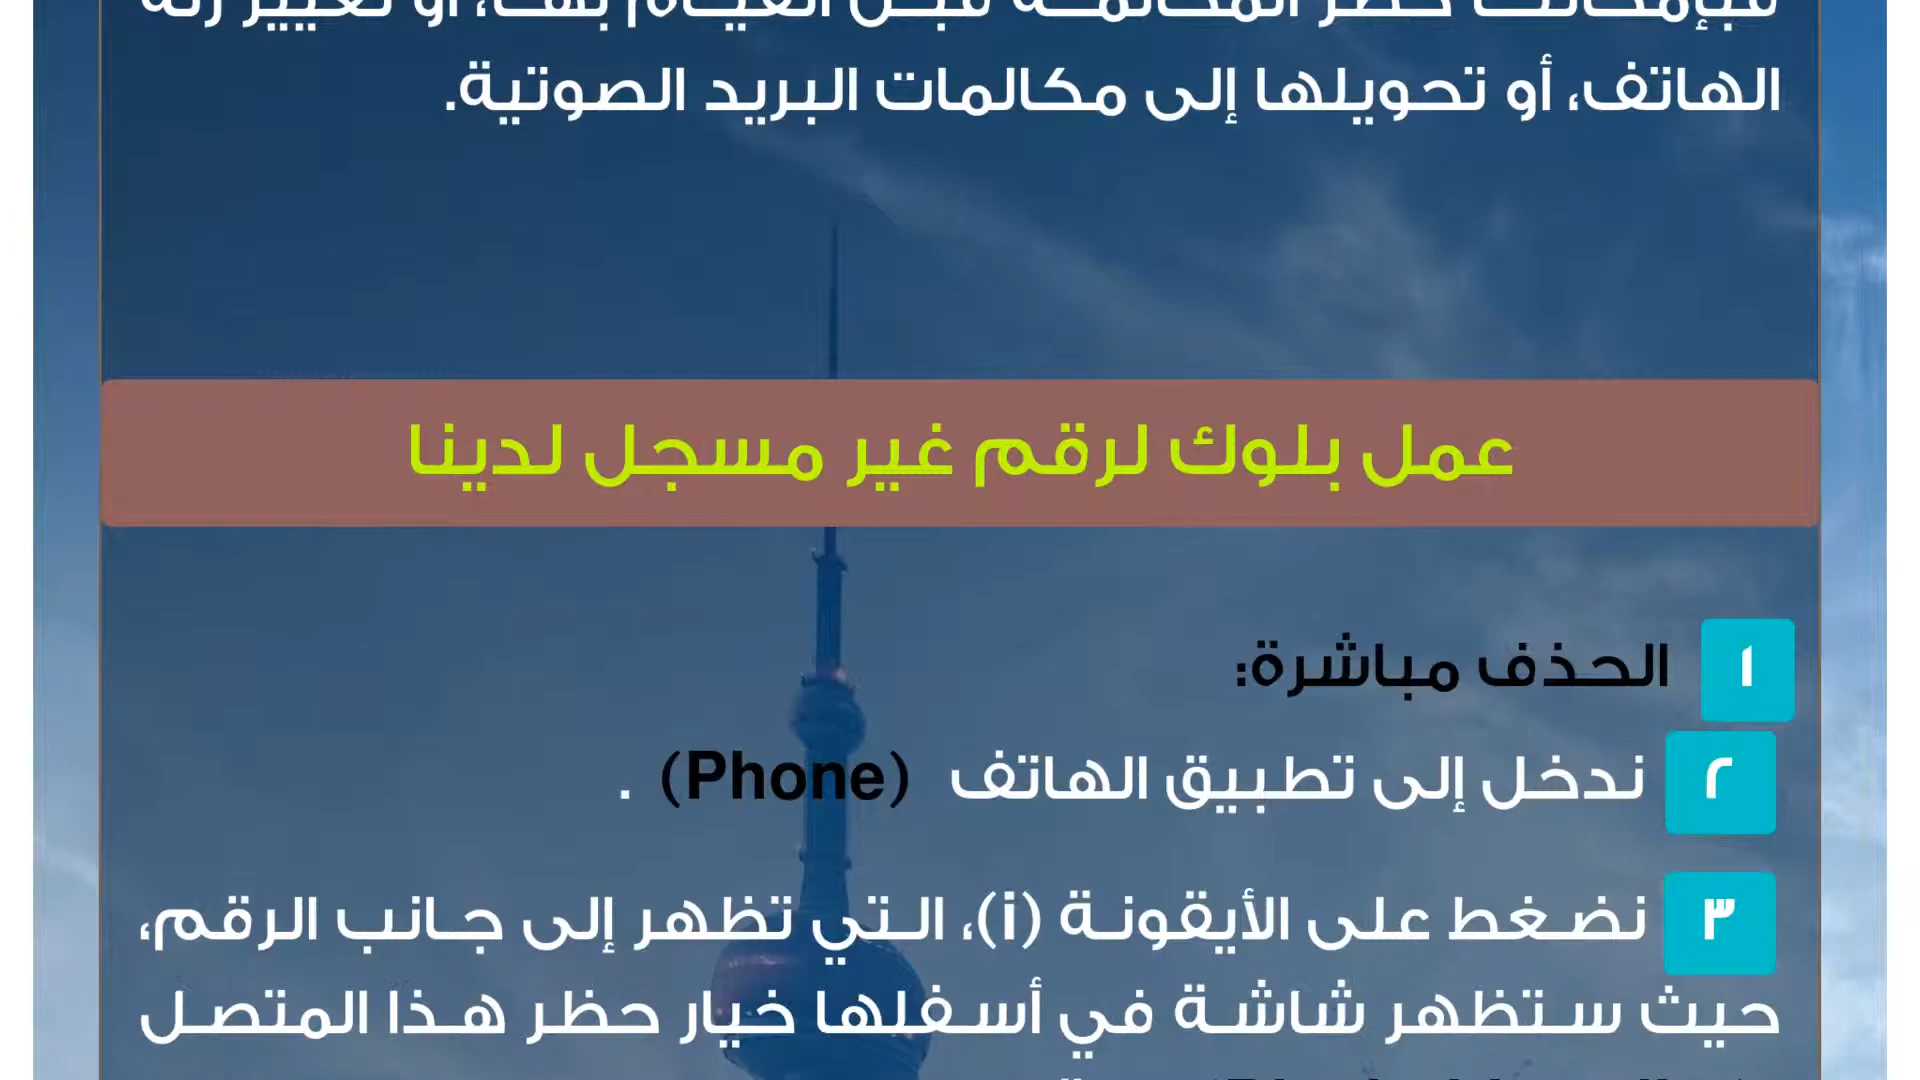 الهاتف، أو تحويلها إلى مكالمات البريد الصوتية.
عمل بلوك لرقم غير مسجل لدينا
١ الحذف مباشرة:
٢ ندخل إلى تطبيق الهاتف (Phone) .
٣ نضغط على الأيقونة (i)، التي تظهر إلى جانب الرقم،
حيث ستظهر شاشة في أسفلها خيار حظر هذا المتصل